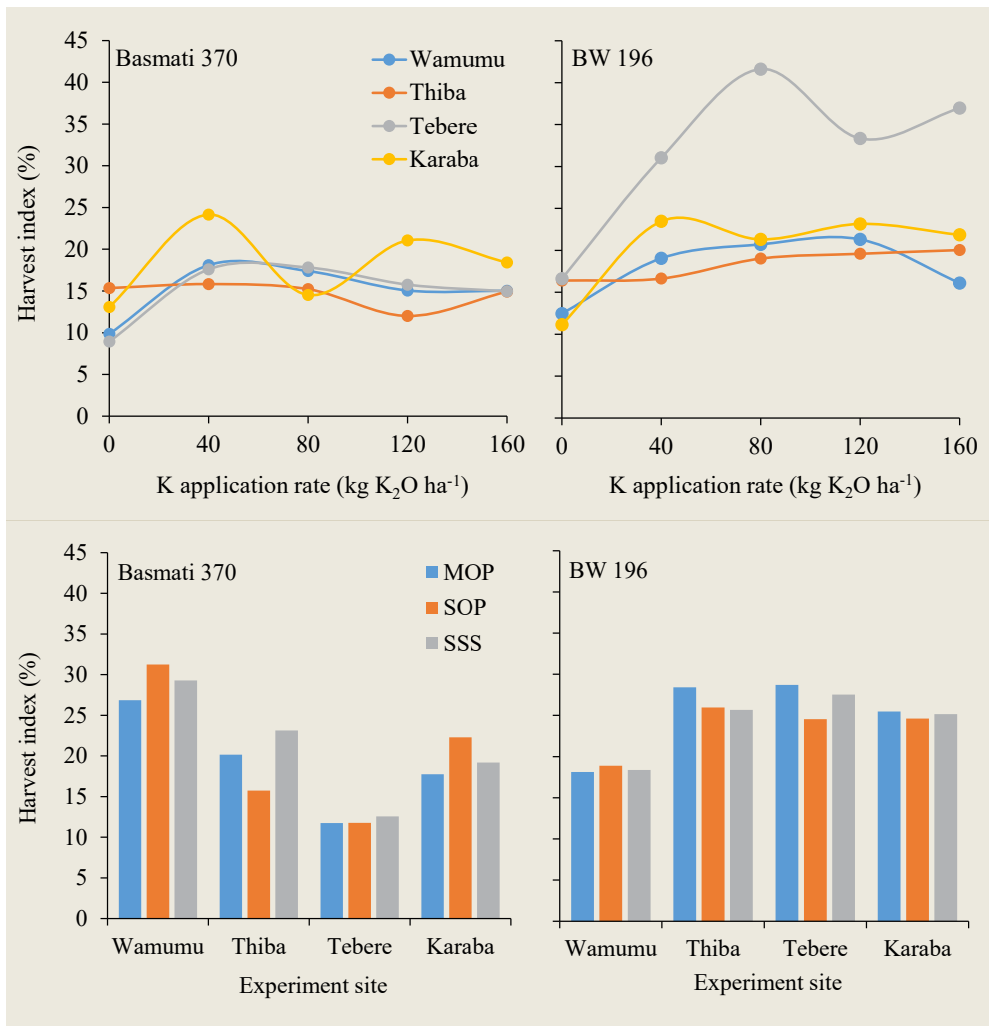 45
40
35
30
25
20
15
10
5
0
Harvest index (%)
Basmati 370
Wamumu
Thiba
Tebere
Karaba
0 40 80 120 160
K application rate (kg K₂O ha⁻¹)
BW 196
0 40 80 120 160
K application rate (kg K₂O ha⁻¹)
45
40
35
30
25
20
15
10
5
0
Harvest index (%)
Basmati 370
MOP
SOP
SSS
Wamumu Thiba Tebere Karaba
Experiment site
BW 196
Wamumu Thiba Tebere Karaba
Experiment site